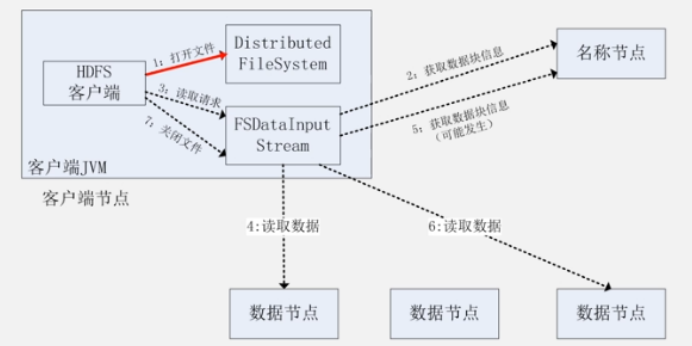 1：打开文件
Distributed
FileSystem
HDFS
客户端
2：获取数据块信息
名称节点
3：读取请求
FSDataInput
Stream
5：获取数据块信息
（可能发生）
7：关闭文件
客户端JVM
客户端节点
4:读取数据
6:读取数据
数据节点
数据节点
数据节点